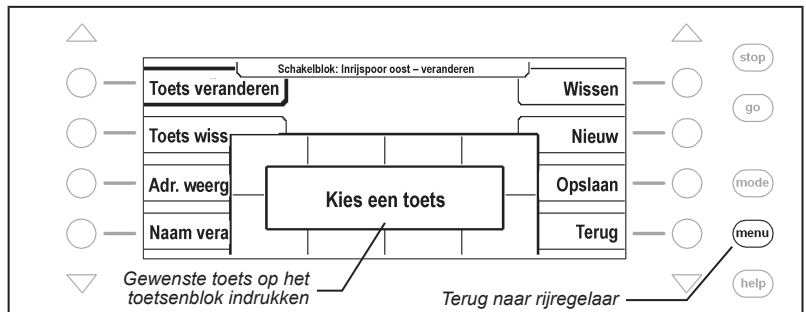 Schakelblok: Inrijspoor oost – veranderen
stop
Toets veranderen
Wissen
go
Toets wiss
Nieuw
Adr. weerg
Kies een toets
Opslaan
mode
Naam vera
Terug
menu
Gewenste toets op het
toetsenblok indrukken
Terug naar rijregelaar
help